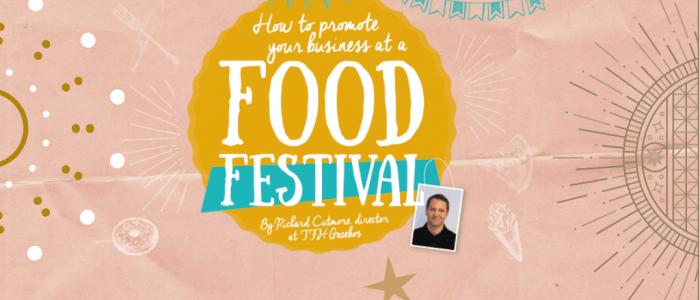 How to promote
your business at a
FOOD
FESTIVAL
By Richard Cutmore, director
at TFH Gazebos